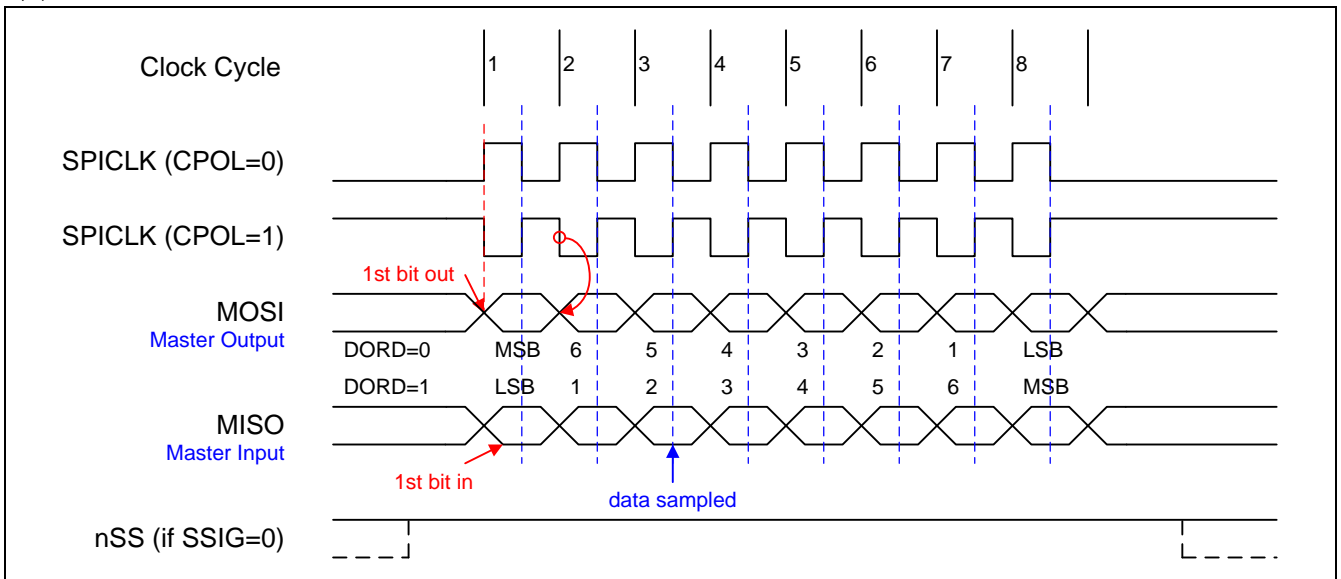 Clock Cycle 1 2 3 4 5 6 7 8
SPICLK (CPOL=0)
SPICLK (CPOL=1)
1st bit out
MOSI
Master Output
DORD=0 MSB 6 5 4 3 2 1 LSB
DORD=1 LSB 1 2 3 4 5 6 MSB
MISO
Master Input
1st bit in
data sampled
nSS (if SSIG=0)